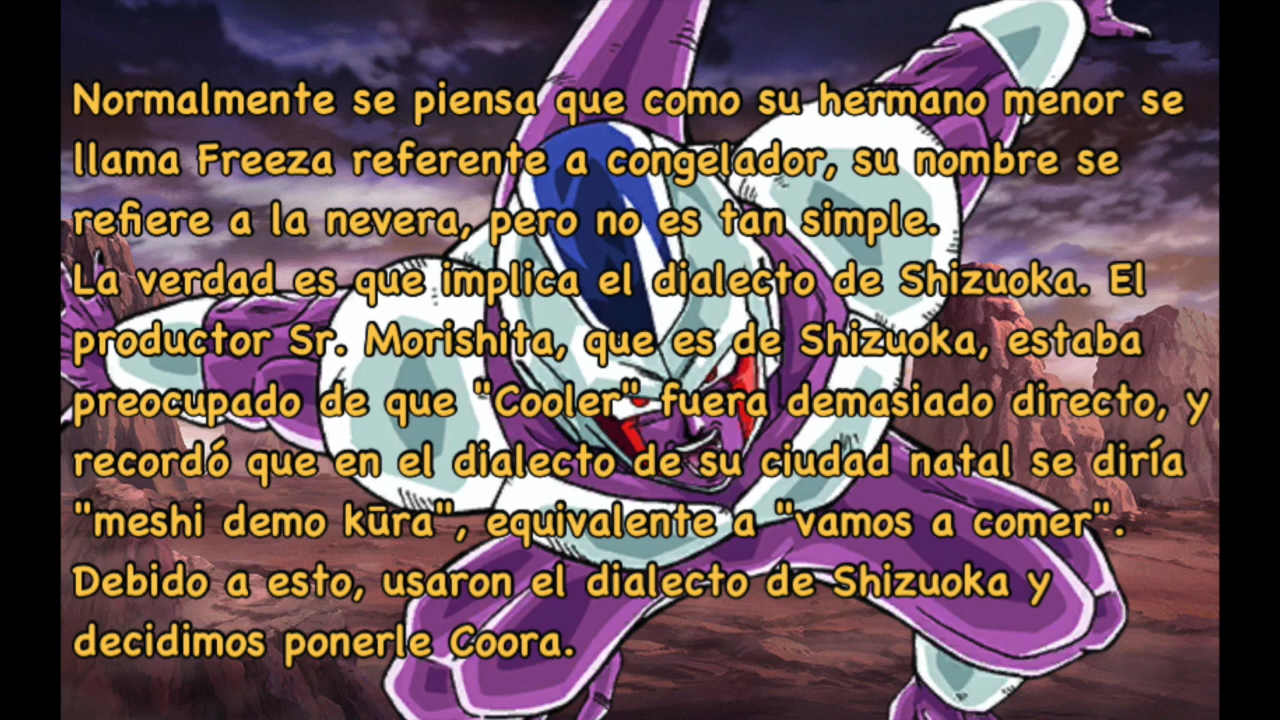 Normalmente se piensa que como su hermano menor se
llama Freeza referente a congelador, su nombre se
refiere a la nevera, pero no es tan simple.
La verdad es que implica el dialecto de Shizuoka. El
productor Sr. Morishita, que es de Shizuoka, estaba
preocupado de que "Cooler" fuera demasiado directo, y
recordó que en el dialecto de su ciudad natal se diría
"meshi demo kūra", equivalente a "vamos a comer".
Debido a esto, usaron el dialecto de Shizuoka y
decidimos ponerle Coora.